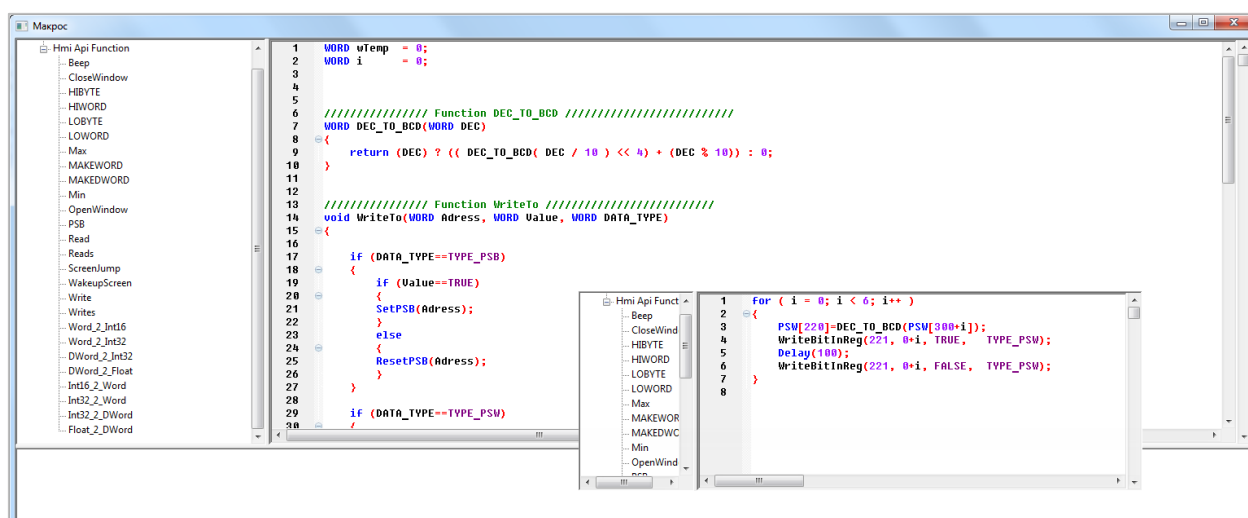 Макрос
Hmi Api Function
Beep
CloseWindow
HIBYTE
HIWORD
LOBYTE
LOWORD
Max
MAKEWORD
MAKEDWORD
Min
OpenWindow
PSB
Read
Reads
ScreenJump
WakeupScreen
Write
Writes
Word_2_Int16
Word_2_Int32
DWord_2_Int32
DWord_2_Float
Int16_2_Word
Int32_2_Word
Int32_2_DWord
Float_2_DWord
1 WORD wTemp = 0;
2 WORD i = 0;
3
4
5
6 //////////////// Function DEC_TO_BCD //////////////////////////
7 WORD DEC_TO_BCD(WORD DEC)
8 {
9 return (DEC) ? (( DEC_TO_BCD( DEC / 10 ) << 4) + (DEC % 10)) : 0;
10 }
11
12
13 //////////////// Function WriteTo //////////////////////////
14 void WriteTo(WORD Adress, WORD Value, WORD DATA_TYPE)
15 {
16
17 if (DATA_TYPE==TYPE_PSB)
18 {
19 if (Value==TRUE)
20 {
21 SetPSB(Adress);
22 }
23 else
24 {
25 ResetPSB(Adress);
26 }
27 }
28
29 if (DATA_TYPE==TYPE_PSW)
30 {
Hmi Api Funct
Beep
CloseWind
HIBYTE
HIWORD
LOBYTE
LOWORD
Max
MAKEWOR
MAKEDWC
Min
OpenWind
1 for ( i = 0; i < 6; i++ )
2 {
3 PSW[220]=DEC_TO_BCD(PSW[300+i]);
4 WriteBitInReg(221, 0+i, TRUE, TYPE_PSW);
5 Delay(100);
6 WriteBitInReg(221, 0+i, FALSE, TYPE_PSW);
7 }
8